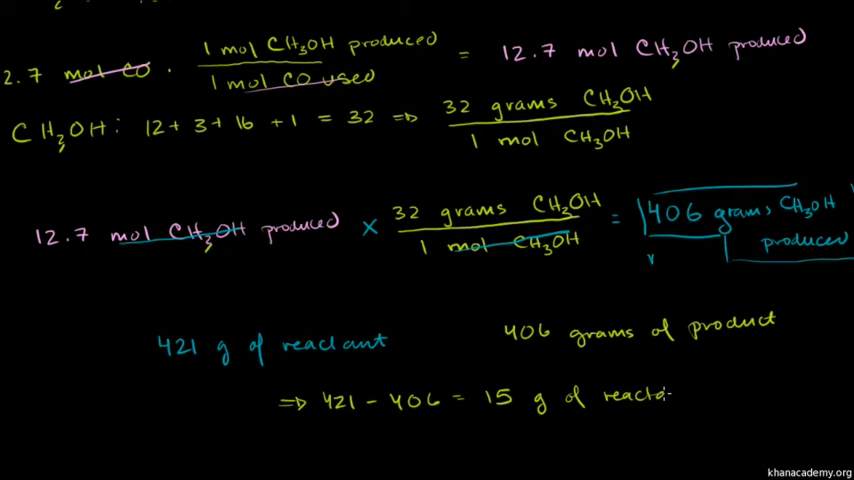 2.7 mol CO · 1 mol CH3OH produced / 1 mol CO used = 12.7 mol CH3OH produced
CH3OH: 12 + 3 + 16 + 1 = 32 ⇒ 32 grams CH3OH / 1 mol CH3OH
12.7 mol CH3OH produced × 32 grams CH3OH / 1 mol CH3OH = 406 grams CH3OH produced
421 g of reactant 406 grams of product
⇒ 421 - 406 = 15 g of reacta
khanacademy.org